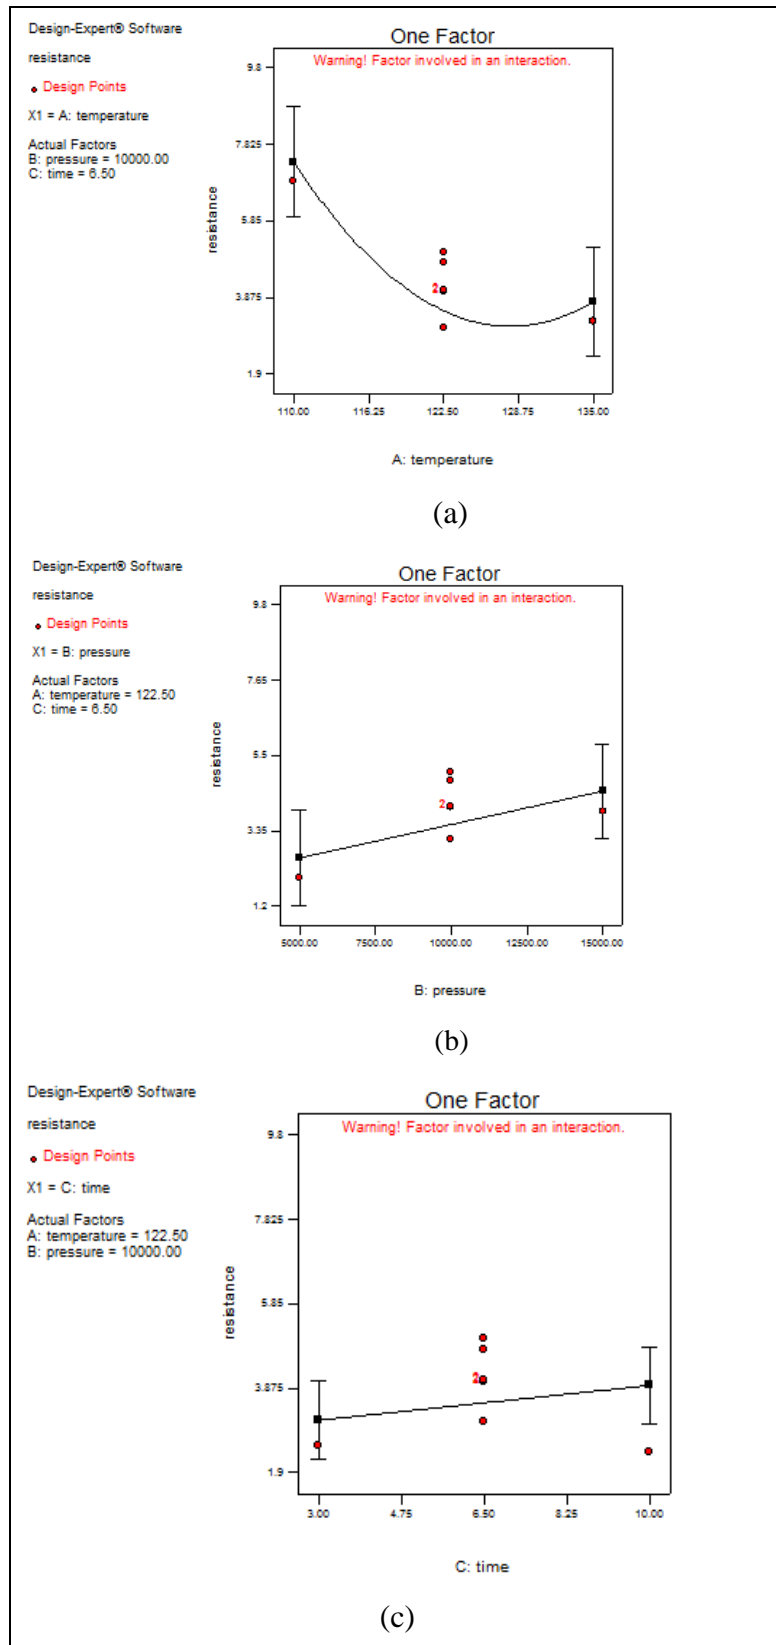 Design-Expert® Software
resistance
Design Points
X1 = A: temperature
Actual Factors
B: pressure = 10000.00
C: time = 6.50
One Factor
Warning! Factor involved in an interaction.
9.8
7.825
5.85
3.875
1.9
resistance
2
110.00 116.25 122.50 128.75 135.00
A: temperature
(a)
Design-Expert® Software
resistance
Design Points
X1 = B: pressure
Actual Factors
A: temperature = 122.50
C: time = 6.50
One Factor
Warning! Factor involved in an interaction.
9.8
7.65
5.5
3.35
1.2
resistance
2
5000.00 7500.00 10000.00 12500.00 15000.00
B: pressure
(b)
Design-Expert® Software
resistance
Design Points
X1 = C: time
Actual Factors
A: temperature = 122.50
B: pressure = 10000.00
One Factor
Warning! Factor involved in an interaction.
9.8
7.825
5.85
3.875
1.9
resistance
2
3.00 4.75 6.50 8.25 10.00
C: time
(c)